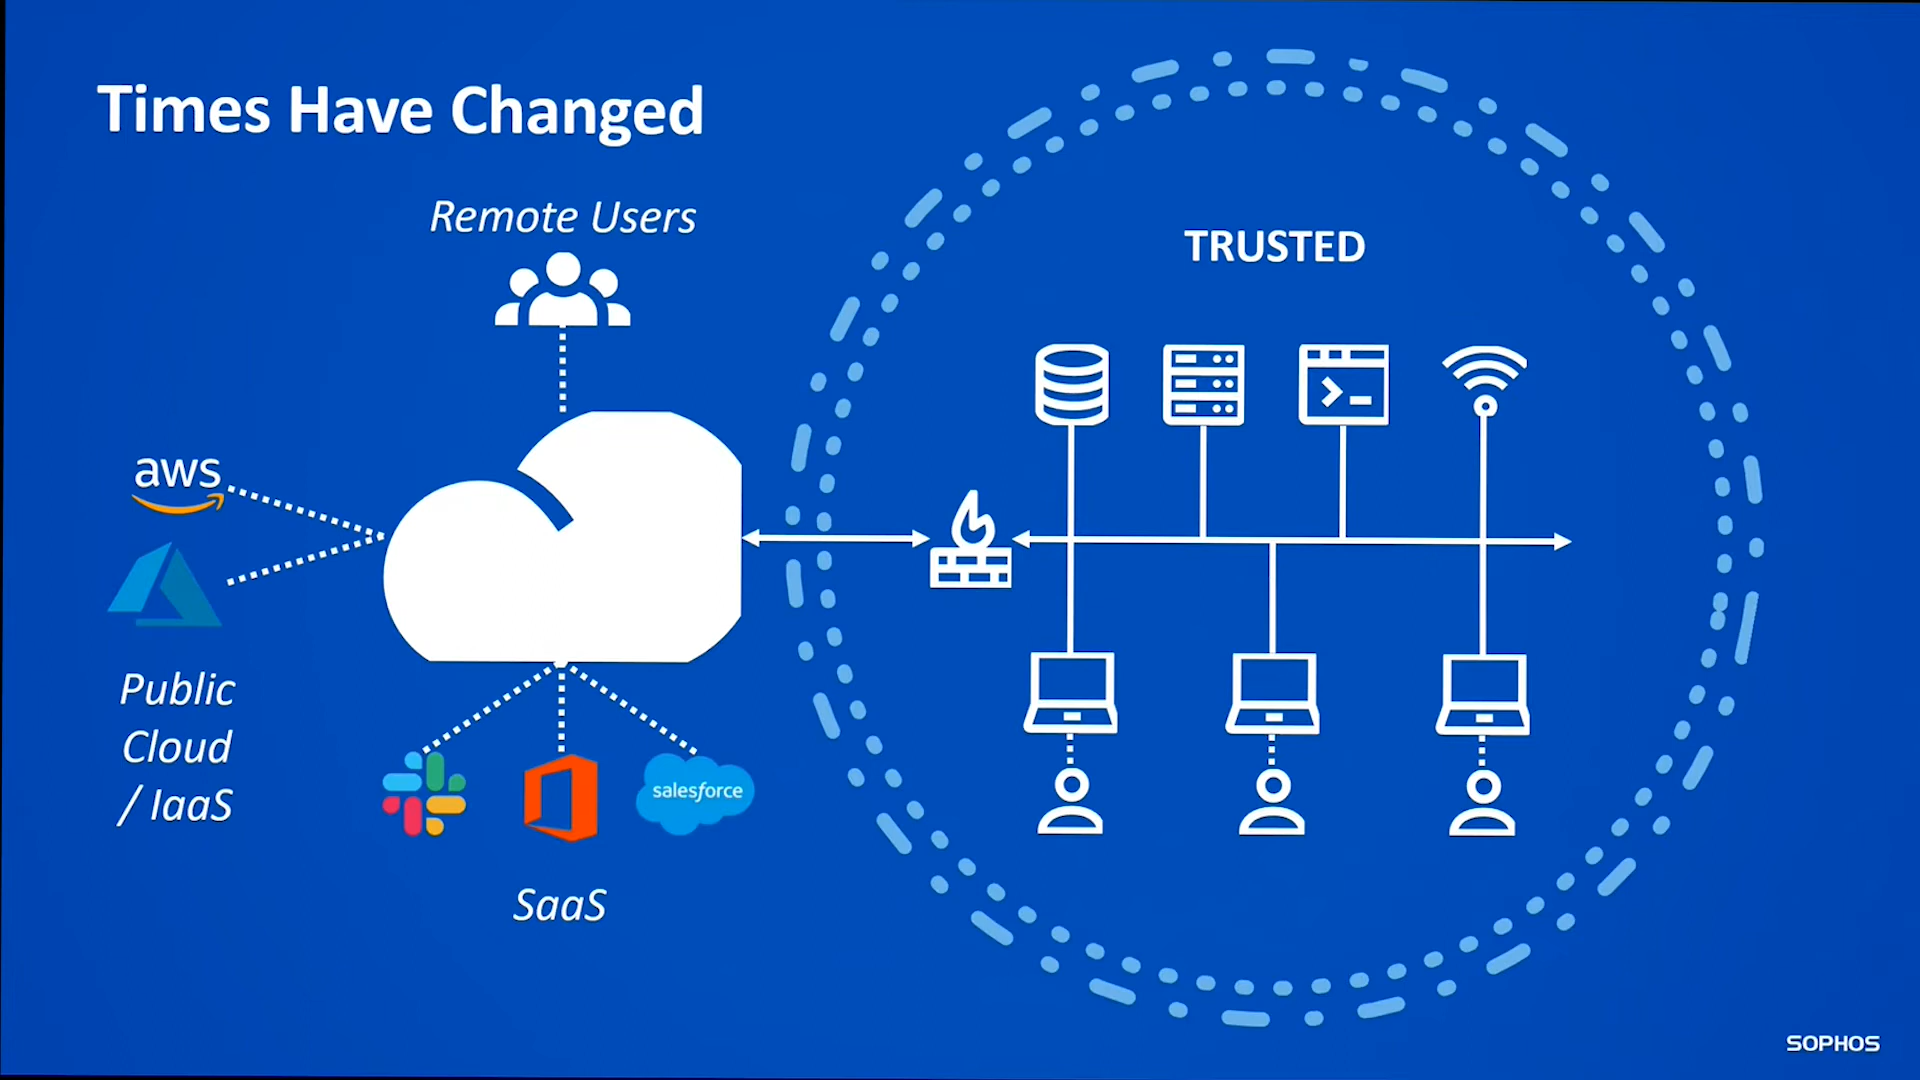 Times Have Changed
Remote Users
TRUSTED
aws
Public
Cloud
/ IaaS
salesforce
SaaS
SOPHOS